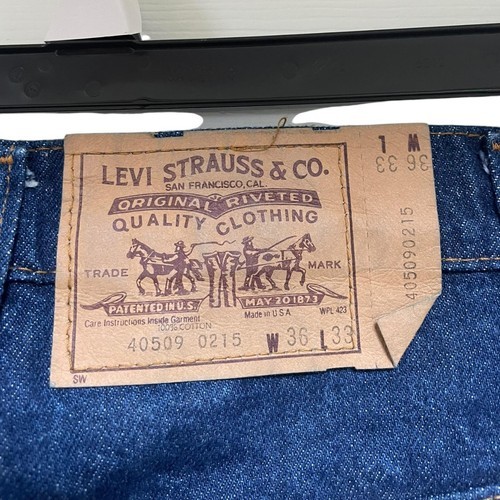 LEVI STRAUSS & CO.
SAN FRANCISCO, CAL.
ORIGINAL RIVETED
QUALITY CLOTHING
TRADE MARK
PATENTED IN U.S. MAY 20 1873
Care Instructions Inside Garment Made in U S A WPL 423
100% COTTON
40509 0215 W 36 L 33
SW
W L
36 33
405090215